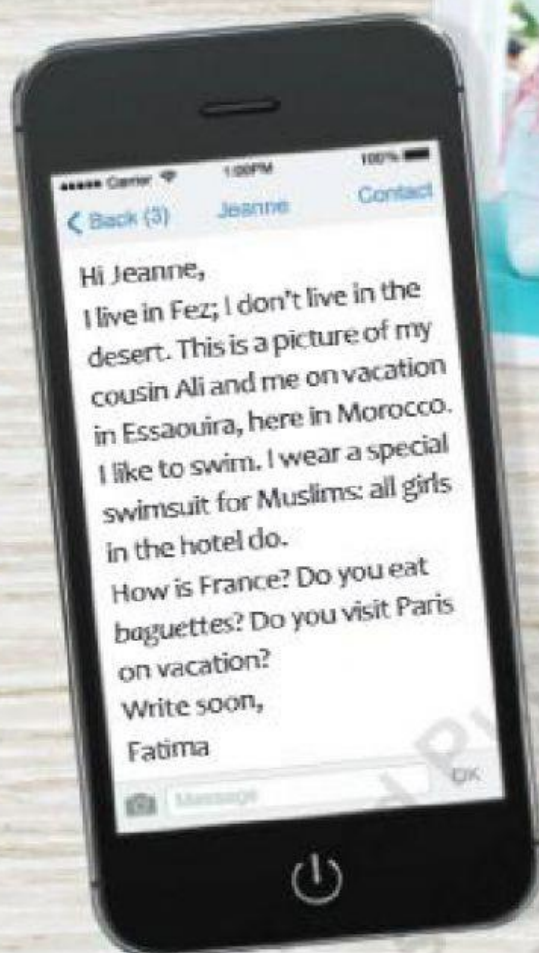 Carrier 1:00PM 100%
Back (3) Jeanne Contact
Hi Jeanne,
I live in Fez; I don't live in the
desert. This is a picture of my
cousin Ali and me on vacation
in Essaouira, here in Morocco.
I like to swim. I wear a special
swimsuit for Muslims: all girls
in the hotel do.
How is France? Do you eat
baguettes? Do you visit Paris
on vacation?
Write soon,
Fatima
Message OK